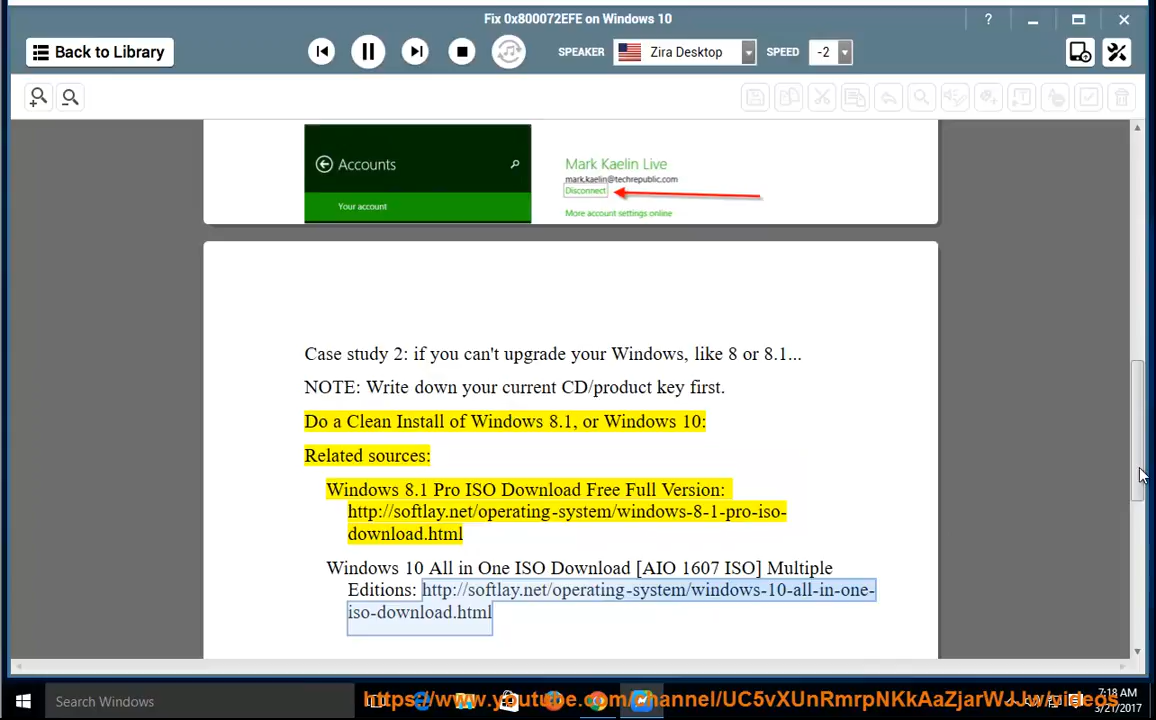 Fix 0x800072EFE on Windows 10
?
Back to Library
SPEAKER
Zira Desktop
SPEED
-2
Accounts
Your account
Mark Kaelin Live
mark.kaelin@techrepublic.com
Disconnect
More account settings online
Case study 2: if you can't upgrade your Windows, like 8 or 8.1...
NOTE: Write down your current CD/product key first.
Do a Clean Install of Windows 8.1, or Windows 10:
Related sources:
Windows 8.1 Pro ISO Download Free Full Version:
http://softlay.net/operating-system/windows-8-1-pro-iso-
download.html
Windows 10 All in One ISO Download [AIO 1607 ISO] Multiple
Editions: http://softlay.net/operating-system/windows-10-all-in-one-
iso-download.html
Search Windows
7:18 AM
3/21/2017